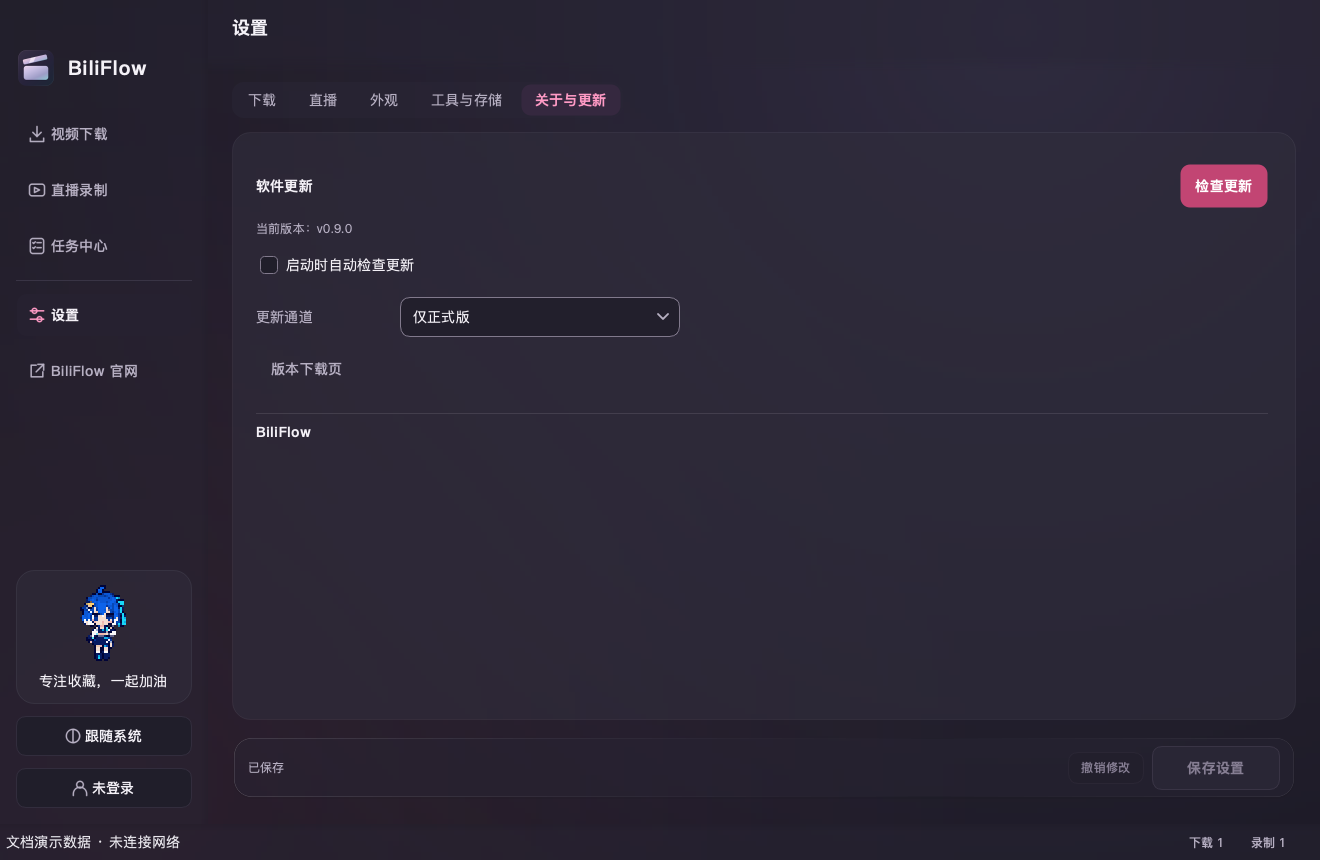 设置
BiliFlow
下载 直播 外观 工具与存储 关于与更新
视频下载
直播录制
任务中心
设置
BiliFlow 官网
软件更新 检查更新
当前版本：v0.9.0
启动时自动检查更新
更新通道 仅正式版
版本下载页
BiliFlow
专注收藏，一起加油
跟随系统
未登录
已保存 撤销修改 保存设置
文档演示数据 · 未连接网络 下载 1 录制 1